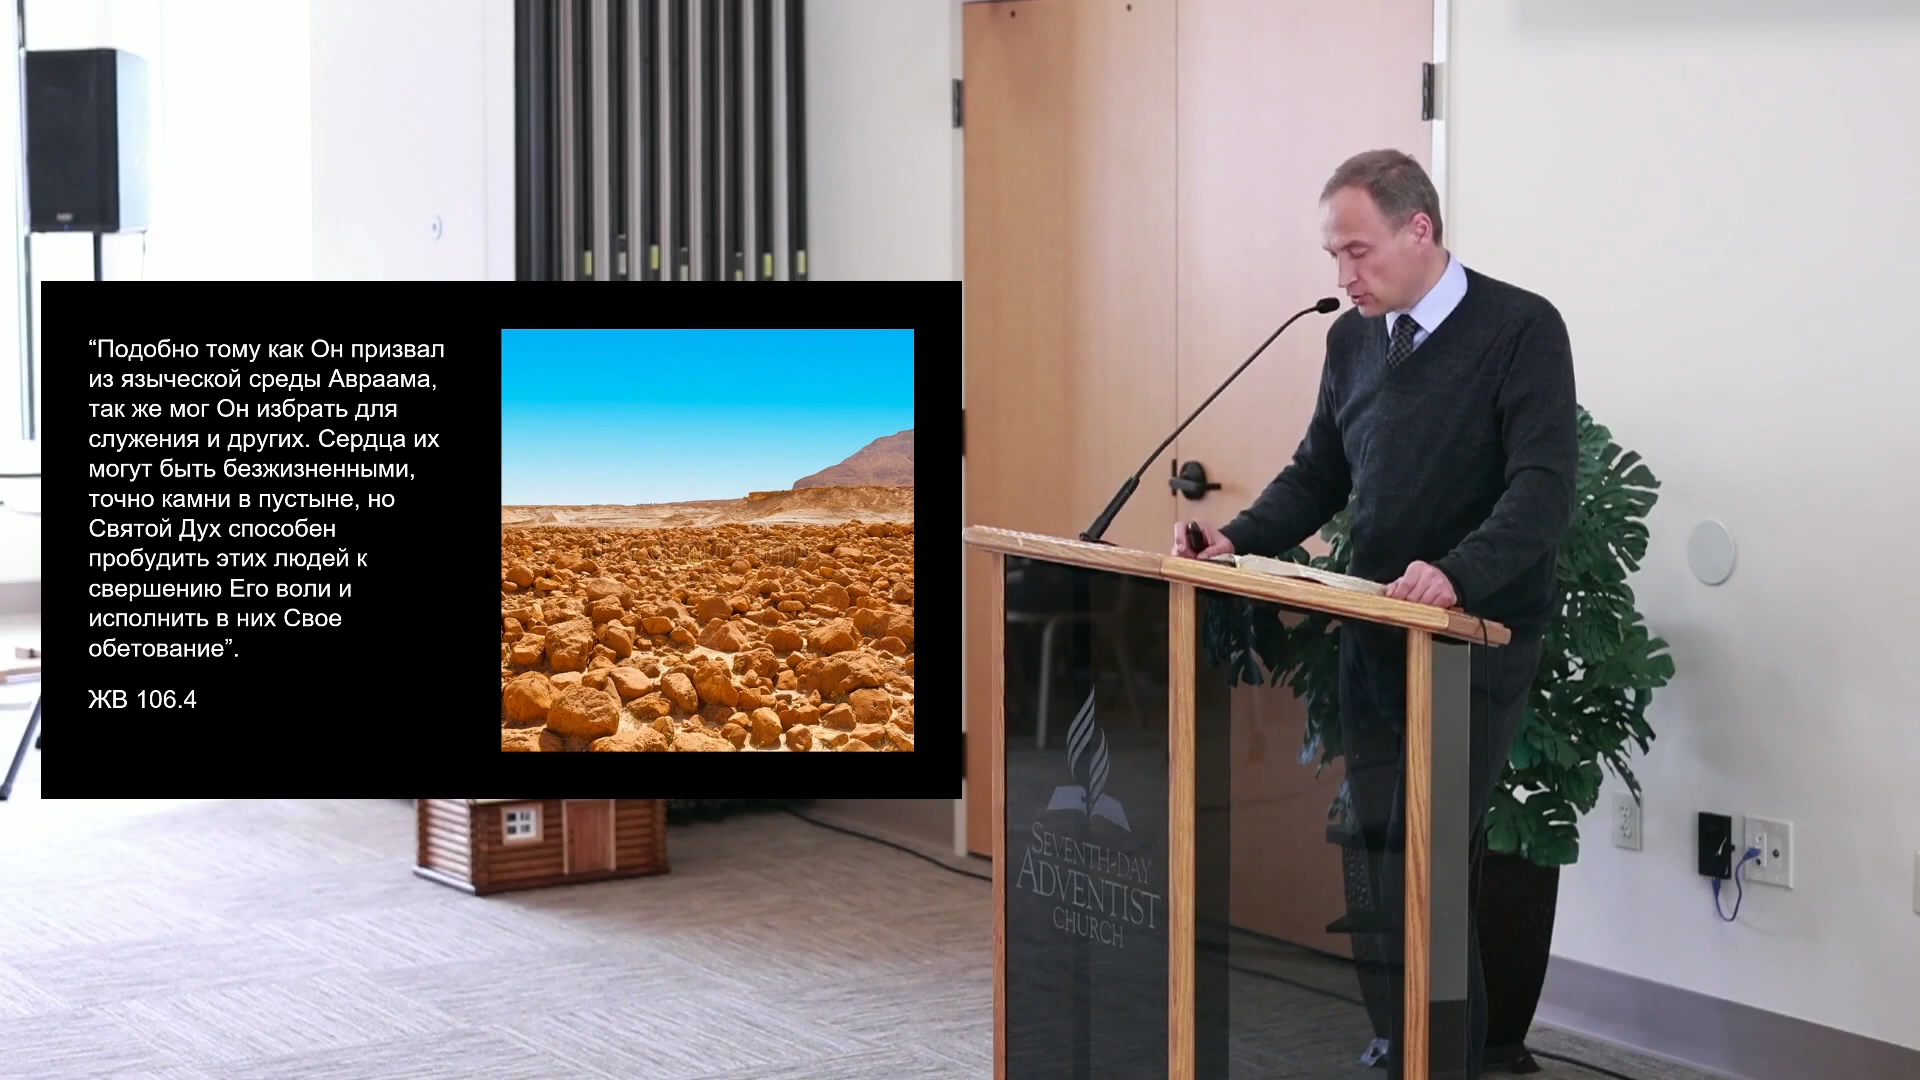 “Подобно тому как Он призвал
из языческой среды Авраама,
так же мог Он избрать для
служения и других. Сердца их
могут быть безжизненными,
точно камни в пустыне, но
Святой Дух способен
пробудить этих людей к
свершению Его воли и
исполнить в них Свое
обетование”.
ЖВ 106.4
SEVENTH-DAY
ADVENTIST
CHURCH